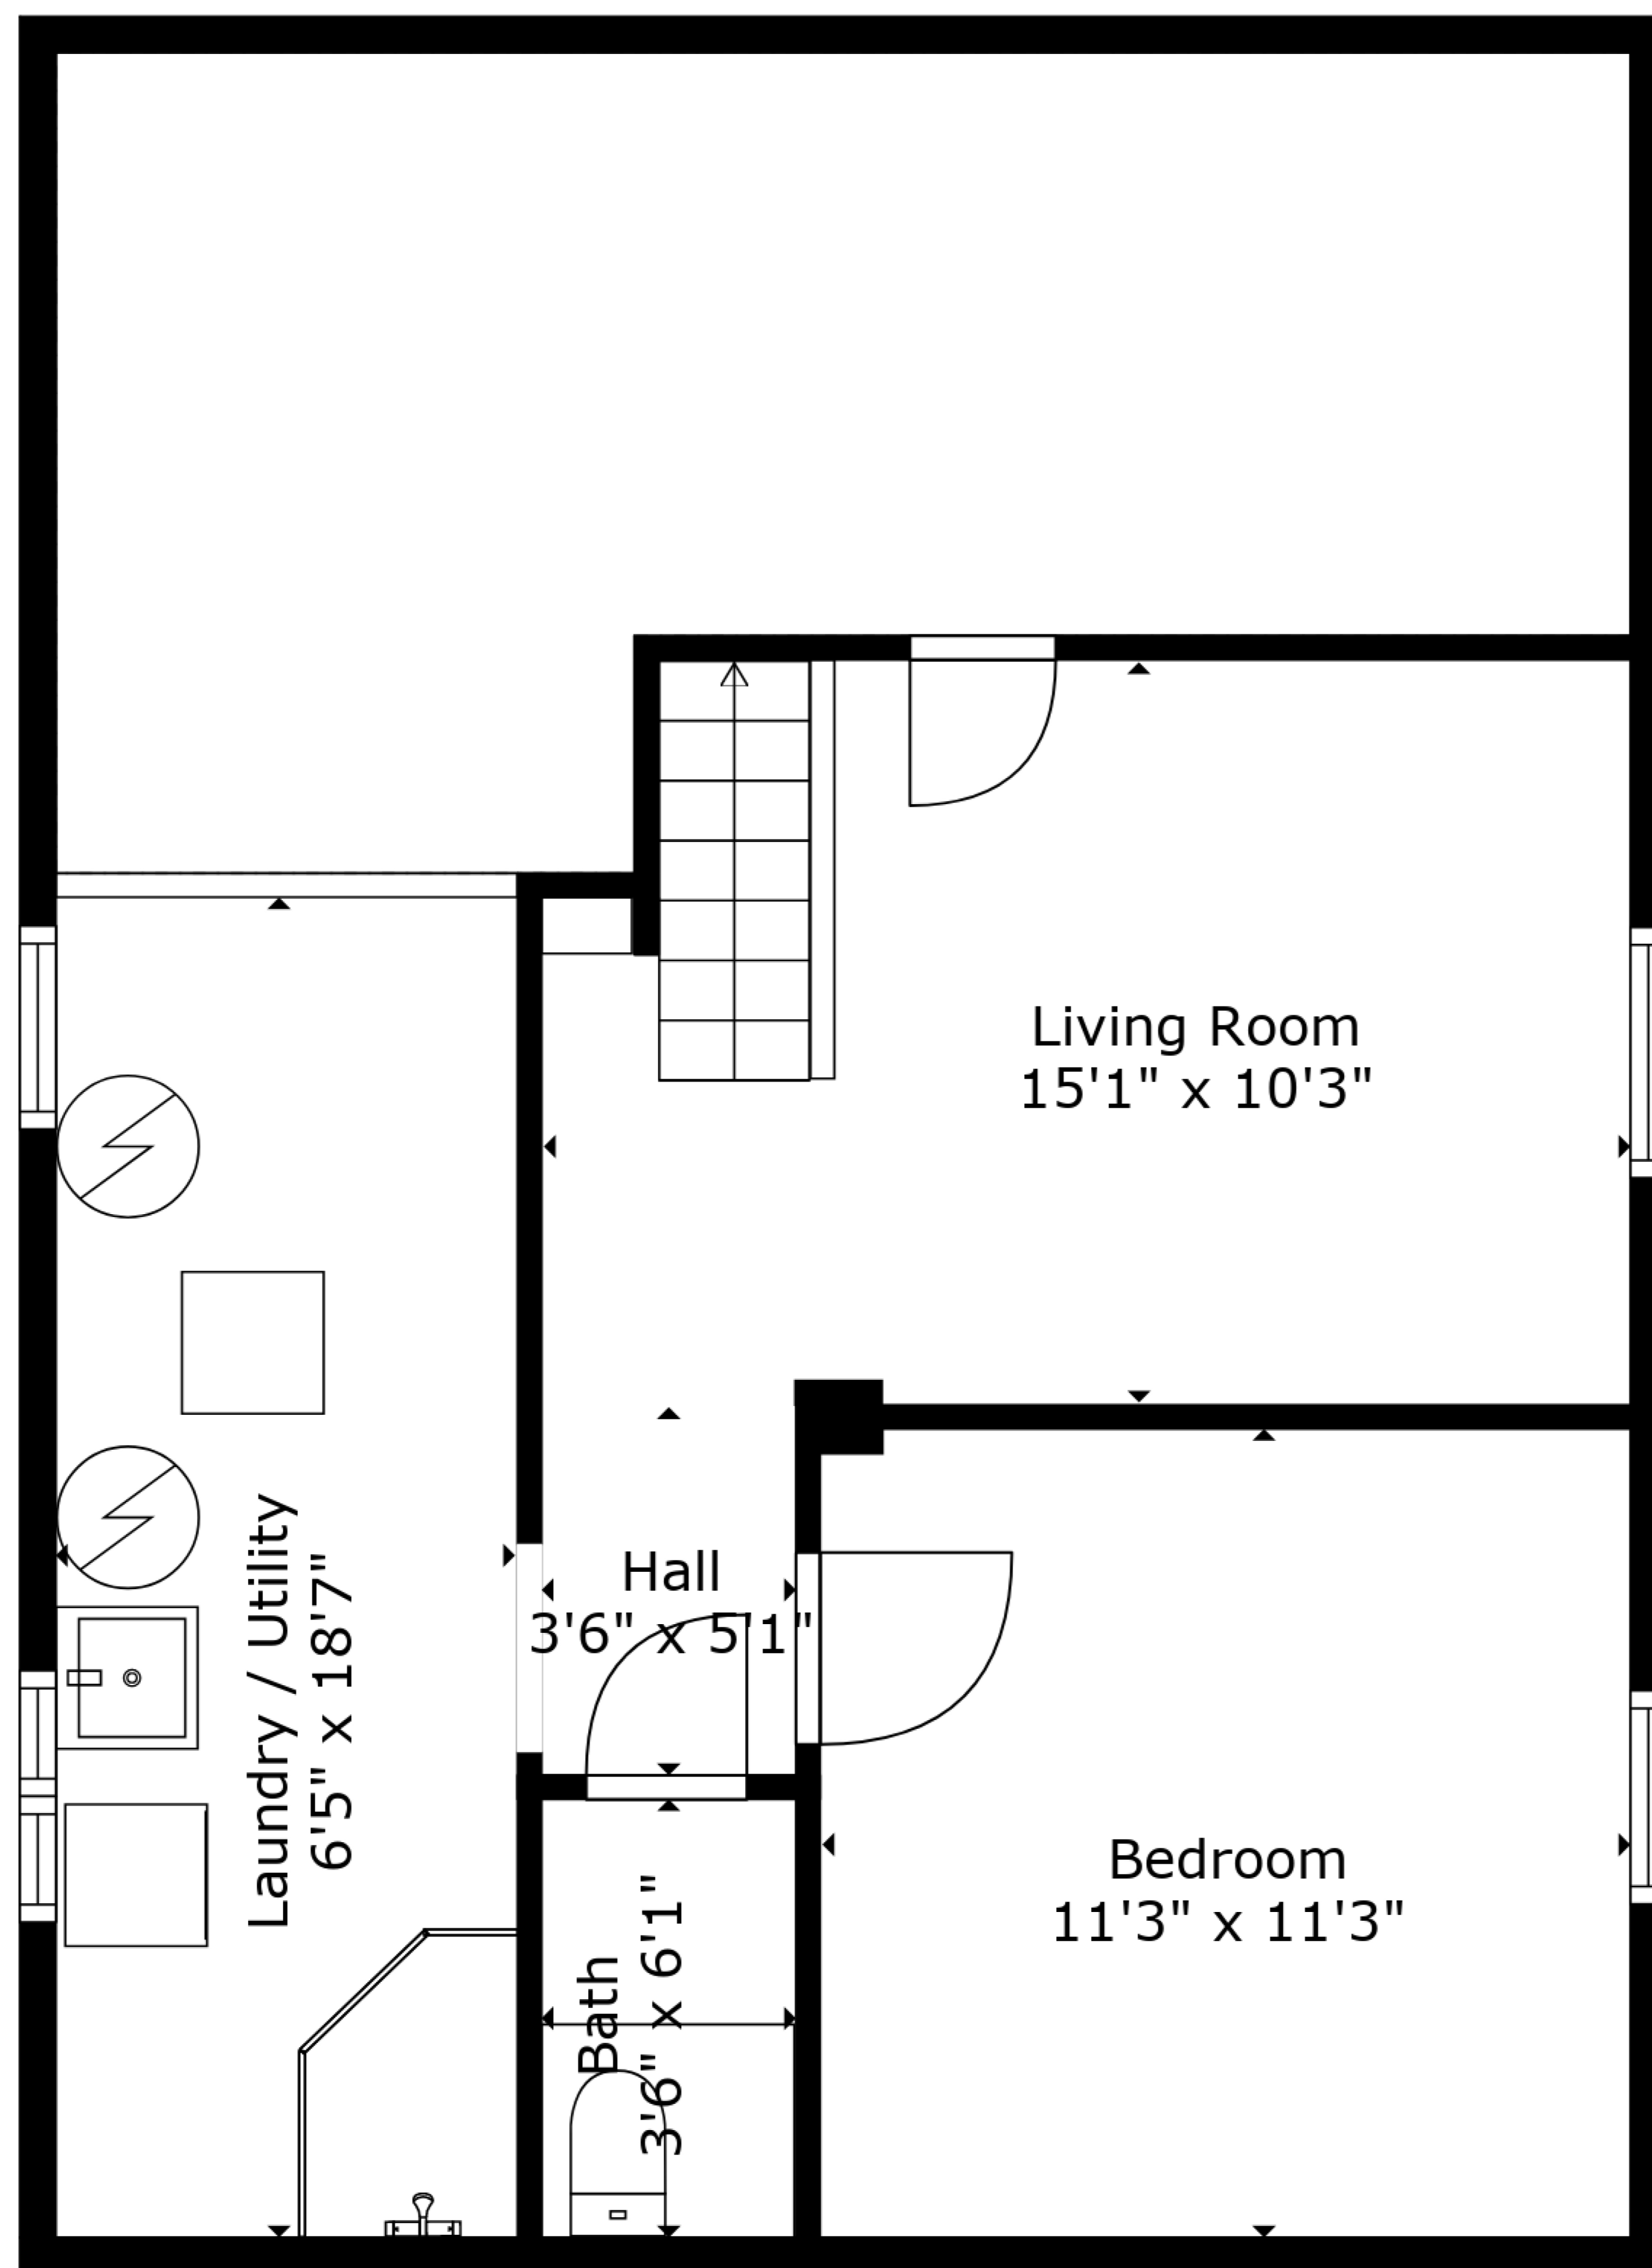 Living Room
15'1" x 10'3"
Hall
3'6" x 5'1"
Laundry / Utility
6'5" x 18'7"
Bath
3'6" x 6'1"
Bedroom
11'3" x 11'3"